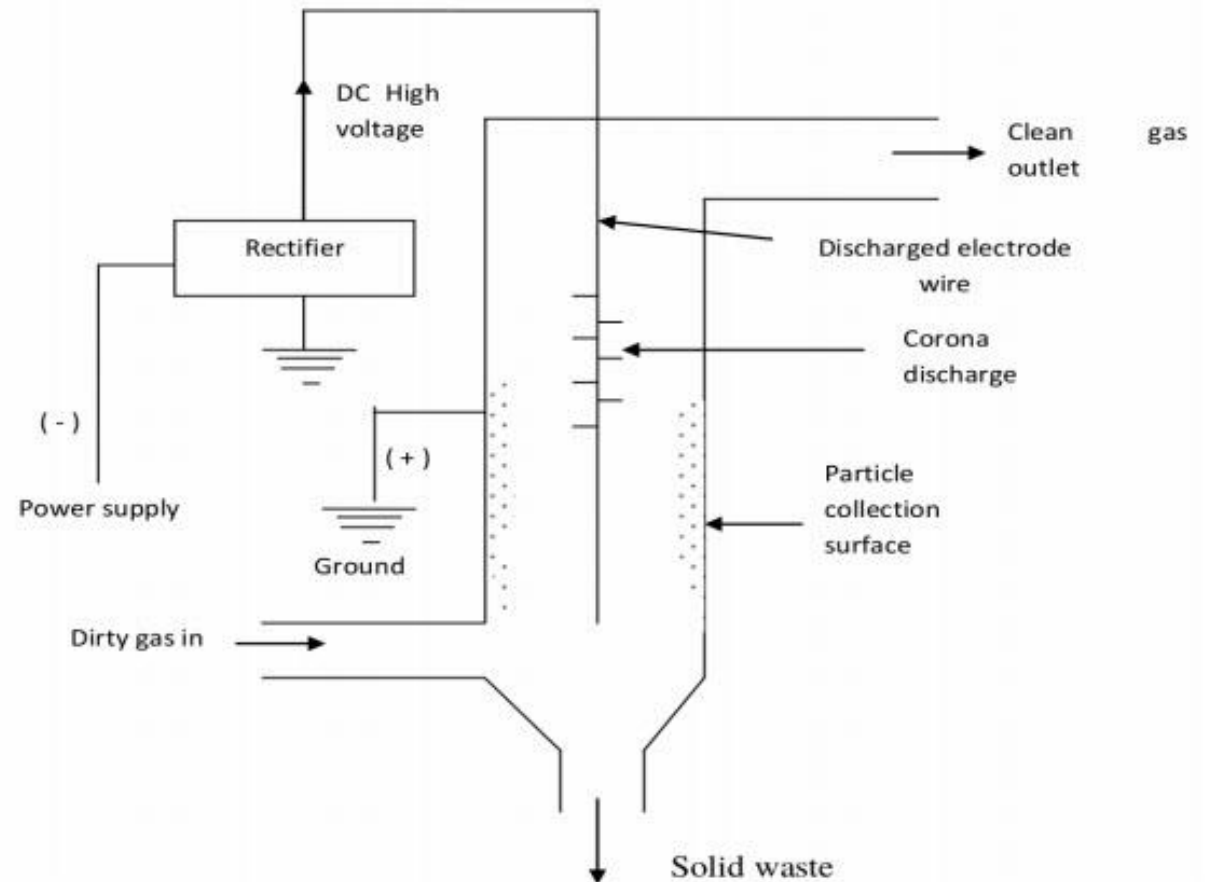 DC High
voltage
Clean gas
outlet
Rectifier
Discharged electrode
wire
Corona
discharge
( - )
( + )
Particle
collection
surface
Power supply
Ground
Dirty gas in
Solid waste